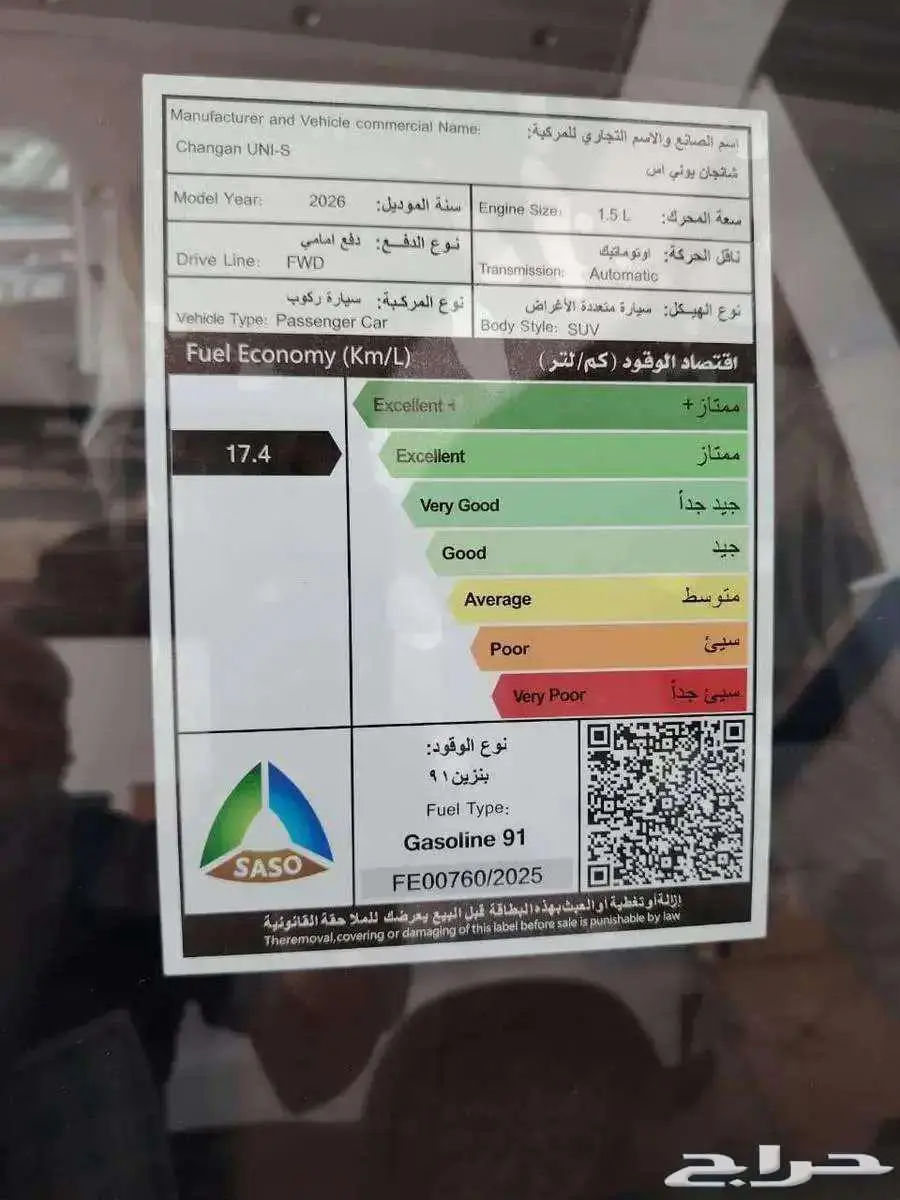 Manufacturer and Vehicle commercial Name:
إسم الصانع والاسم التجاري للمركبة:
Changan UNI-S
شانجان يوني اس
Model Year: 2026 سنة الموديل:
Engine Size: 1.5 L سعة المحرك:
نوع الدفع: دفع امامي
Drive Line: FWD
ناقل الحركة: اوتوماتيك
Transmission: Automatic
نوع المركبة: سيارة ركوب
Vehicle Type: Passenger Car
نوع الهيكل: سيارة متعددة الأغراض
Body Style: SUV
Fuel Economy (Km/L) اقتصاد الوقود (كم/لتر)
Excellent + ممتاز +
17.4
Excellent ممتاز
Very Good جيد جداً
Good جيد
Average متوسط
Poor سيئ
Very Poor سيئ جداً
SASO
نوع الوقود:
بنزين ٩١
Fuel Type:
Gasoline 91
FE00760/2025
إزالة أو تغطية أو العبث بهذه البطاقة قبل البيع يعرضك للملاحقة القانونية
Theremoval,covering or damaging of this label before sale is punishable by law
حراج